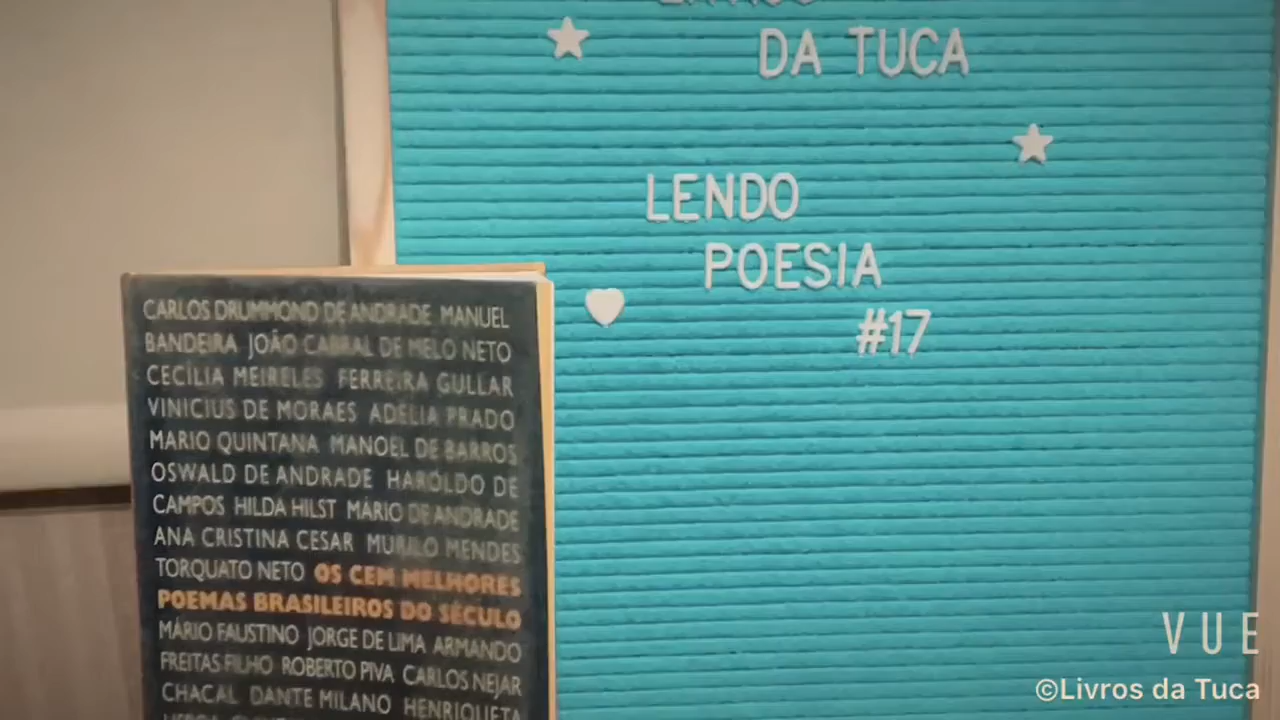 DA TUCA
LENDO
POESIA
#17
CARLOS DRUMMOND DE ANDRADE MANUEL
BANDEIRA JOÃO CABRAL DE MELO NETO
CECÍLIA MEIRELES FERREIRA GULLAR
VINICIUS DE MORAES ADÉLIA PRADO
MARIO QUINTANA MANOEL DE BARROS
OSWALD DE ANDRADE HAROLDO DE
CAMPOS HILDA HILST MÁRIO DE ANDRADE
ANA CRISTINA CESAR MURILO MENDES
TORQUATO NETO OS CEM MELHORES
POEMAS BRASILEIROS DO SÉCULO
MÁRIO FAUSTINO JORGE DE LIMA ARMANDO
FREITAS FILHO ROBERTO PIVA CARLOS NEJAR
CHACAL DANTE MILANO HENRIQUETA
VUE
©Livros da Tuca